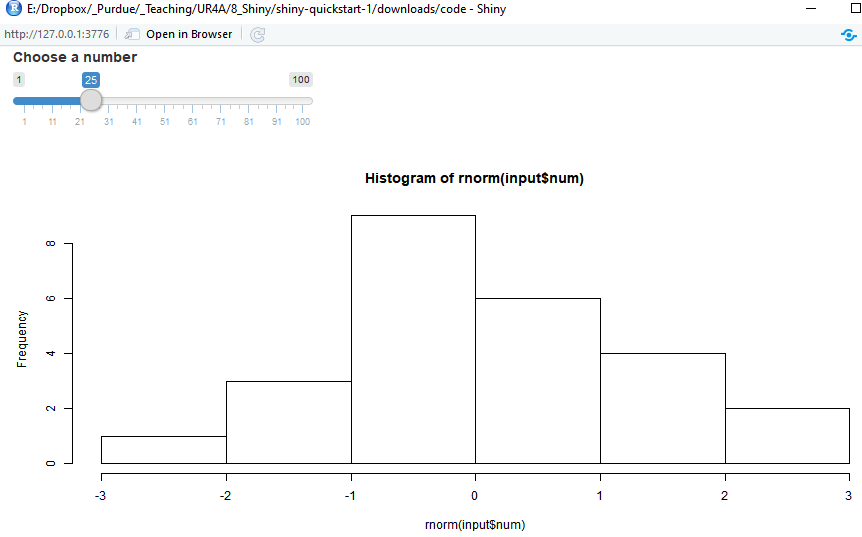 E:/Dropbox/_Purdue/_Teaching/UR4A/8_Shiny/shiny-quickstart-1/downloads/code - Shiny
http://127.0.0.1:3776 Open in Browser
Choose a number
1 25 100
1 11 21 31 41 51 61 71 81 91 100
Histogram of rnorm(input$num)
8
6
4
2
0
Frequency
-3 -2 -1 0 1 2 3
rnorm(input$num)